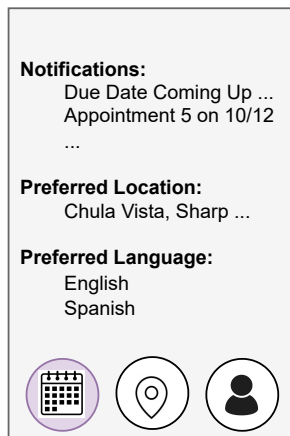 Notifications:
Due Date Coming Up ...
Appointment 5 on 10/12
...
Preferred Location:
Chula Vista, Sharp ...
Preferred Language:
English
Spanish